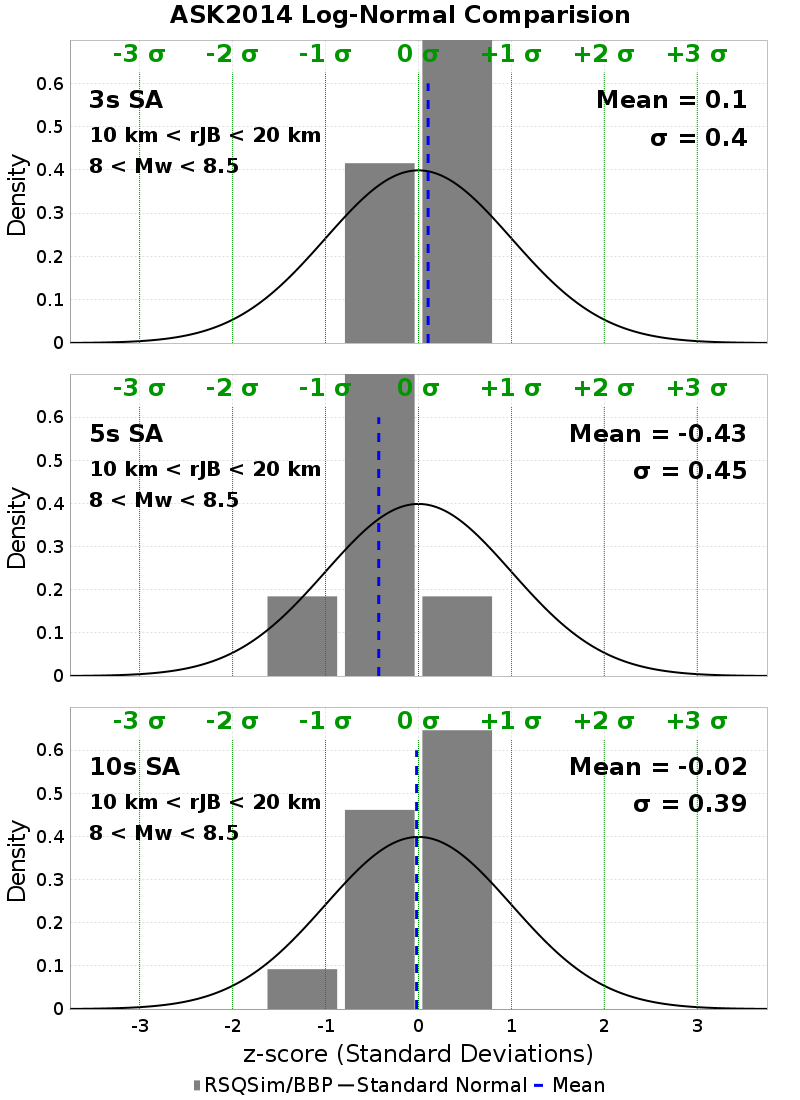 ASK2014 Log-Normal Comparision
-3 σ -2 σ -1 σ 0 σ +1 σ +2 σ +3 σ
3s SA
10 km < rJB < 20 km
8 < Mw < 8.5
Mean = 0.1
σ = 0.4
Density
0.6
0.5
0.4
0.3
0.2
0.1
0
-3 σ -2 σ -1 σ 0 σ +1 σ +2 σ +3 σ
5s SA
10 km < rJB < 20 km
8 < Mw < 8.5
Mean = -0.43
σ = 0.45
Density
0.6
0.5
0.4
0.3
0.2
0.1
0
-3 σ -2 σ -1 σ 0 σ +1 σ +2 σ +3 σ
10s SA
10 km < rJB < 20 km
8 < Mw < 8.5
Mean = -0.02
σ = 0.39
Density
0.6
0.5
0.4
0.3
0.2
0.1
0
-3 -2 -1 0 1 2 3
z-score (Standard Deviations)
RSQSim/BBP Standard Normal Mean